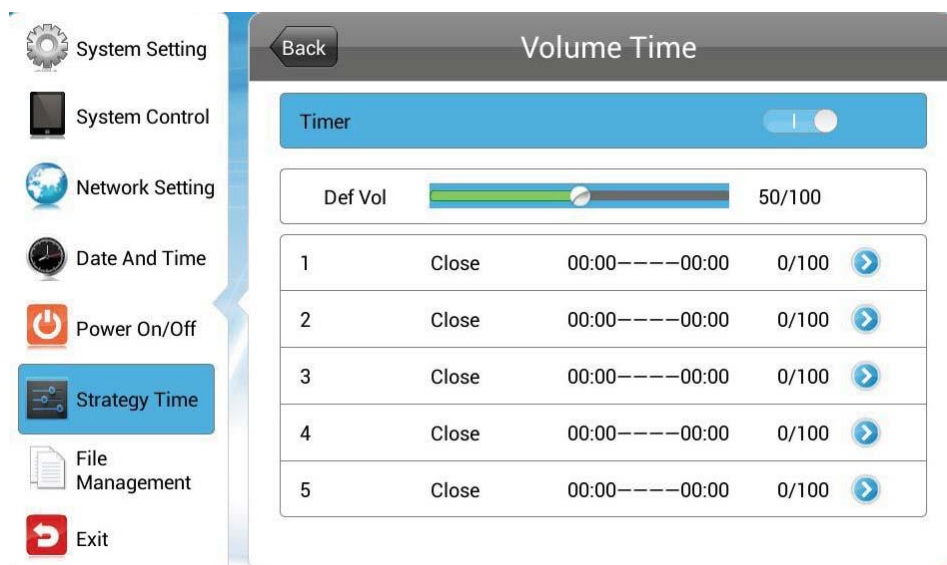 System Setting
System Control
Network Setting
Date And Time
Power On/Off
Strategy Time
File
Management
Exit
Back
Volume Time
Timer
Def Vol 50/100
1 Close 00:00----00:00 0/100
2 Close 00:00----00:00 0/100
3 Close 00:00----00:00 0/100
4 Close 00:00----00:00 0/100
5 Close 00:00----00:00 0/100